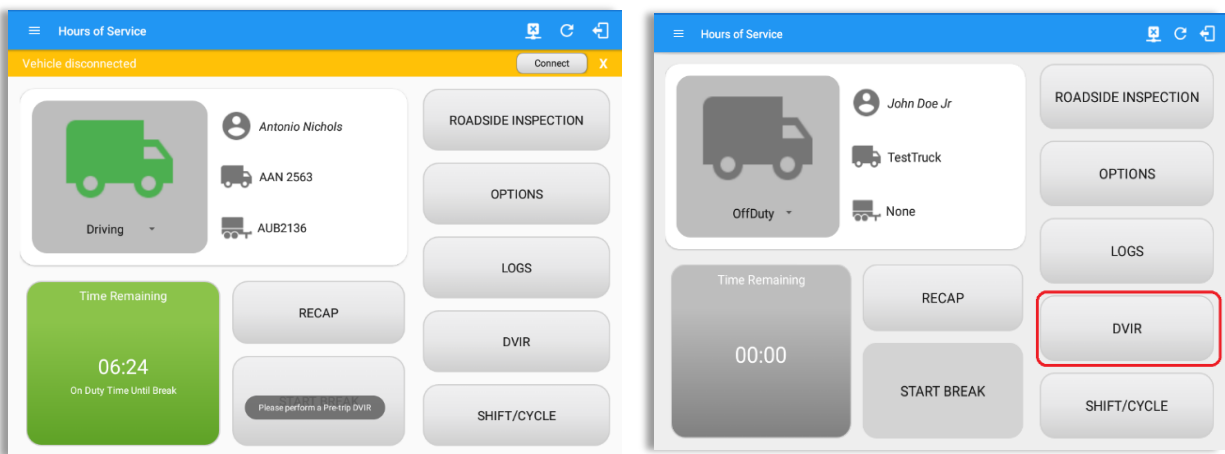 Hours of Service
Vehicle disconnected
Connect
X
Antonio Nichols
AAN 2563
AUB2136
Driving
Time Remaining
06:24
On Duty Time Until Break
RECAP
START BREAK
Please perform a Pre-trip DVIR
ROADSIDE INSPECTION
OPTIONS
LOGS
DVIR
SHIFT/CYCLE
Hours of Service
John Doe Jr
TestTruck
None
OffDuty
Time Remaining
00:00
RECAP
START BREAK
ROADSIDE INSPECTION
OPTIONS
LOGS
DVIR
SHIFT/CYCLE